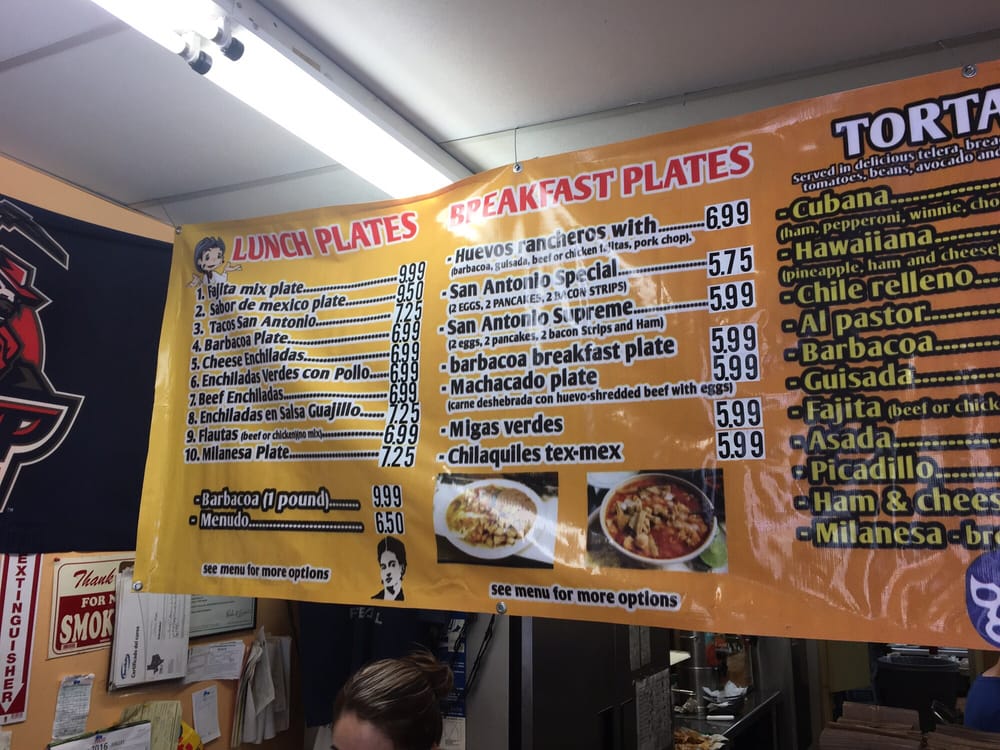 LUNCH PLATES
1. Fajita mix plate 9.99
2. Sabor de mexico plate 9.50
3. Tacos San Antonio 7.25
4. Barbacoa Plate 6.99
5. Cheese Enchiladas 6.99
6. Enchiladas Verdes con Pollo 6.99
7. Beef Enchiladas 6.99
8. Enchiladas en Salsa Guajillo 7.25
9. Flautas (beef or chicken(no mix) 6.99
10. Milanesa Plate 7.25
- Barbacoa (1 pound) 9.99
- Menudo 6.50
see menu for more options
BREAKFAST PLATES
- Huevos rancheros with 6.99
(barbacoa, guisada, beef or chicken fajitas, pork chop).
- San Antonio Special 5.75
(2 EGGS, 2 PANCAKES, 2 BACON STRIPS)
- San Antonio Supreme 5.99
(2 eggs, 2 pancakes, 2 bacon Strips and Ham)
- barbacoa breakfast plate 5.99
- Machacado plate 5.99
(carne deshebrada con huevo-shredded beef with eggs)
- Migas verdes 5.99
- Chilaquiles tex-mex 5.99
see menu for more options
TORTA
Served in delicious telera, brea
tomatoes, beans, avocado and
- Cubana
(ham, pepperoni, winnie, cho
- Hawaiiana
(pineapple, ham and cheese
- Chile relleno
- Al pastor
- Barbacoa
- Guisada
- Fajita (beef or chick
- Asada
- Picadillo
- Ham & chees
- Milanesa - bre
EXTINGUISHER
Thank
FOR N
SMOK
2016